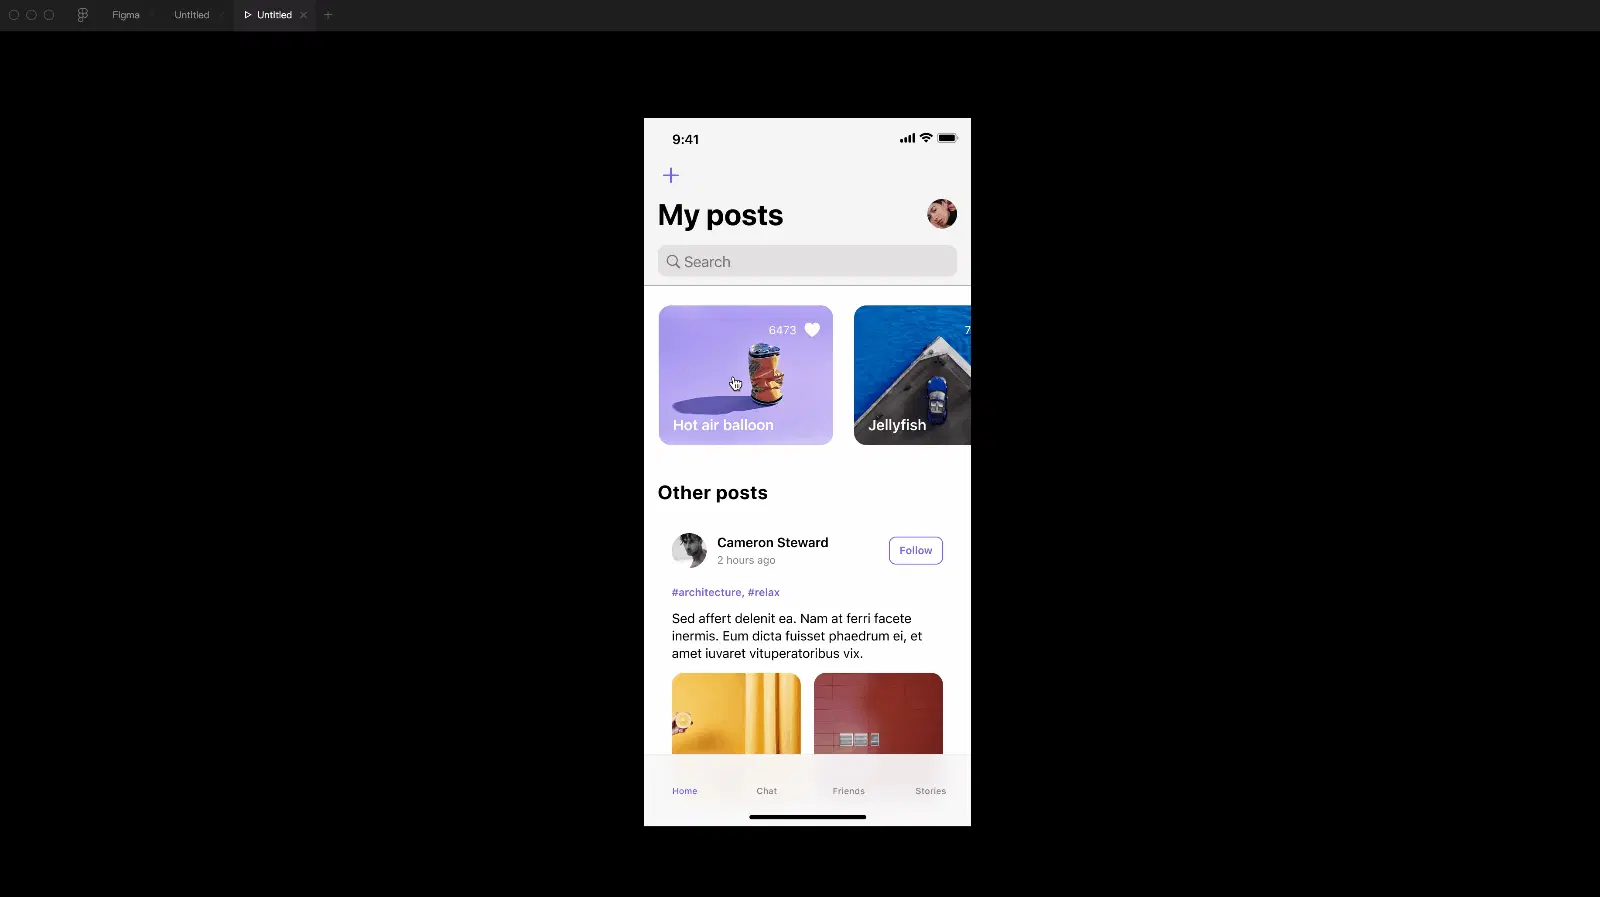 Figma
Untitled
Untitled
9:41
My posts
Search
6473
7
Hot air balloon
Jellyfish
Other posts
Cameron Steward
2 hours ago
Follow
#architecture, #relax
Sed affert delenit ea. Nam at ferri facete
inermis. Eum dicta fuisset phaedrum ei, et
amet iuvaret vituperatoribus vix.
Home
Chat
Friends
Stories